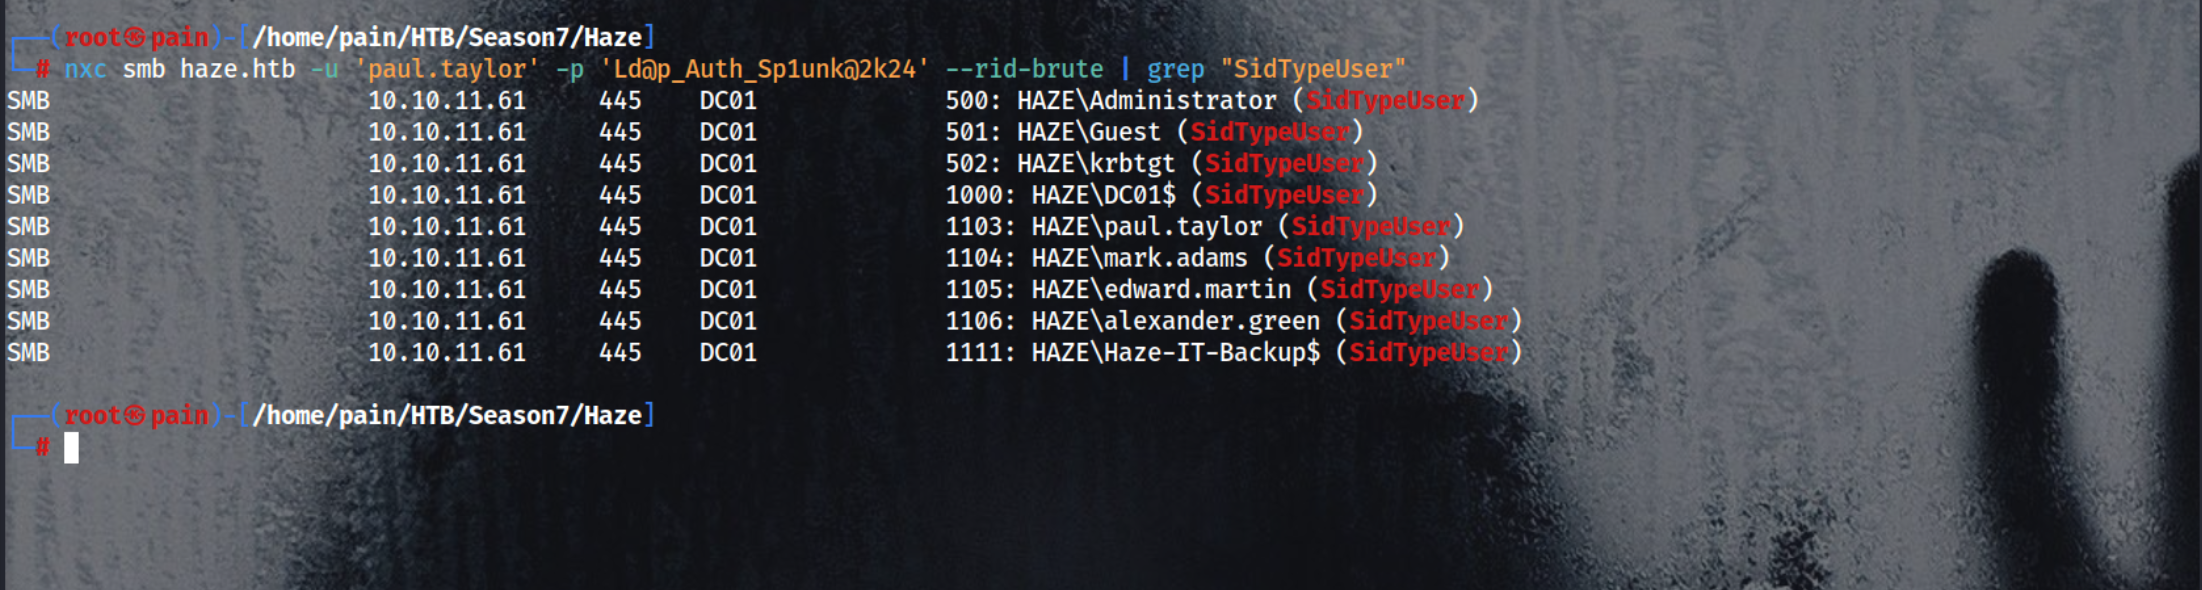 ┌──(root㉿pain)-[/home/pain/HTB/Season7/Haze]
└─# nxc smb haze.htb -u 'paul.taylor' -p 'Ld@p_Auth_Sp1unk@2k24' --rid-brute | grep "SidTypeUser"
SMB 10.10.11.61 445 DC01 500: HAZE\Administrator (SidTypeUser)
SMB 10.10.11.61 445 DC01 501: HAZE\Guest (SidTypeUser)
SMB 10.10.11.61 445 DC01 502: HAZE\krbtgt (SidTypeUser)
SMB 10.10.11.61 445 DC01 1000: HAZE\DC01$ (SidTypeUser)
SMB 10.10.11.61 445 DC01 1103: HAZE\paul.taylor (SidTypeUser)
SMB 10.10.11.61 445 DC01 1104: HAZE\mark.adams (SidTypeUser)
SMB 10.10.11.61 445 DC01 1105: HAZE\edward.martin (SidTypeUser)
SMB 10.10.11.61 445 DC01 1106: HAZE\alexander.green (SidTypeUser)
SMB 10.10.11.61 445 DC01 1111: HAZE\Haze-IT-Backup$ (SidTypeUser)
┌──(root㉿pain)-[/home/pain/HTB/Season7/Haze]
└─#